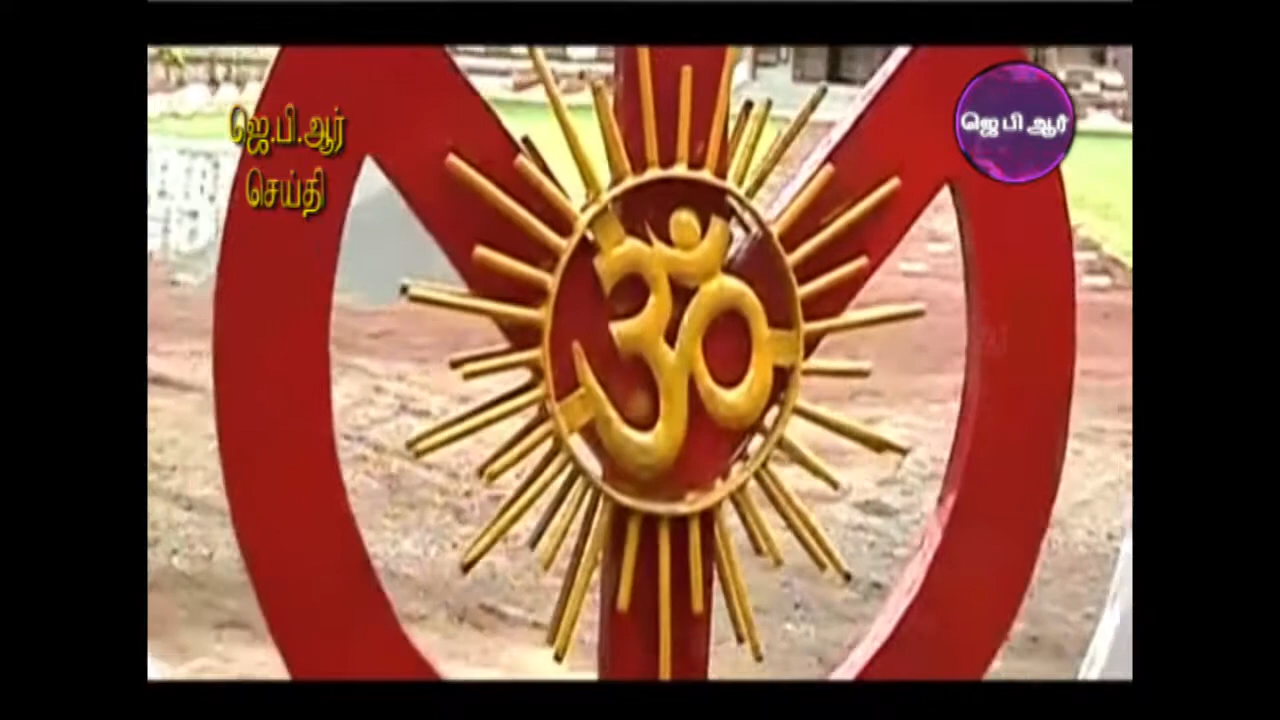 ஜெ.பி.ஆர்
செய்தி
ஜெ பி ஆர்
ॐ